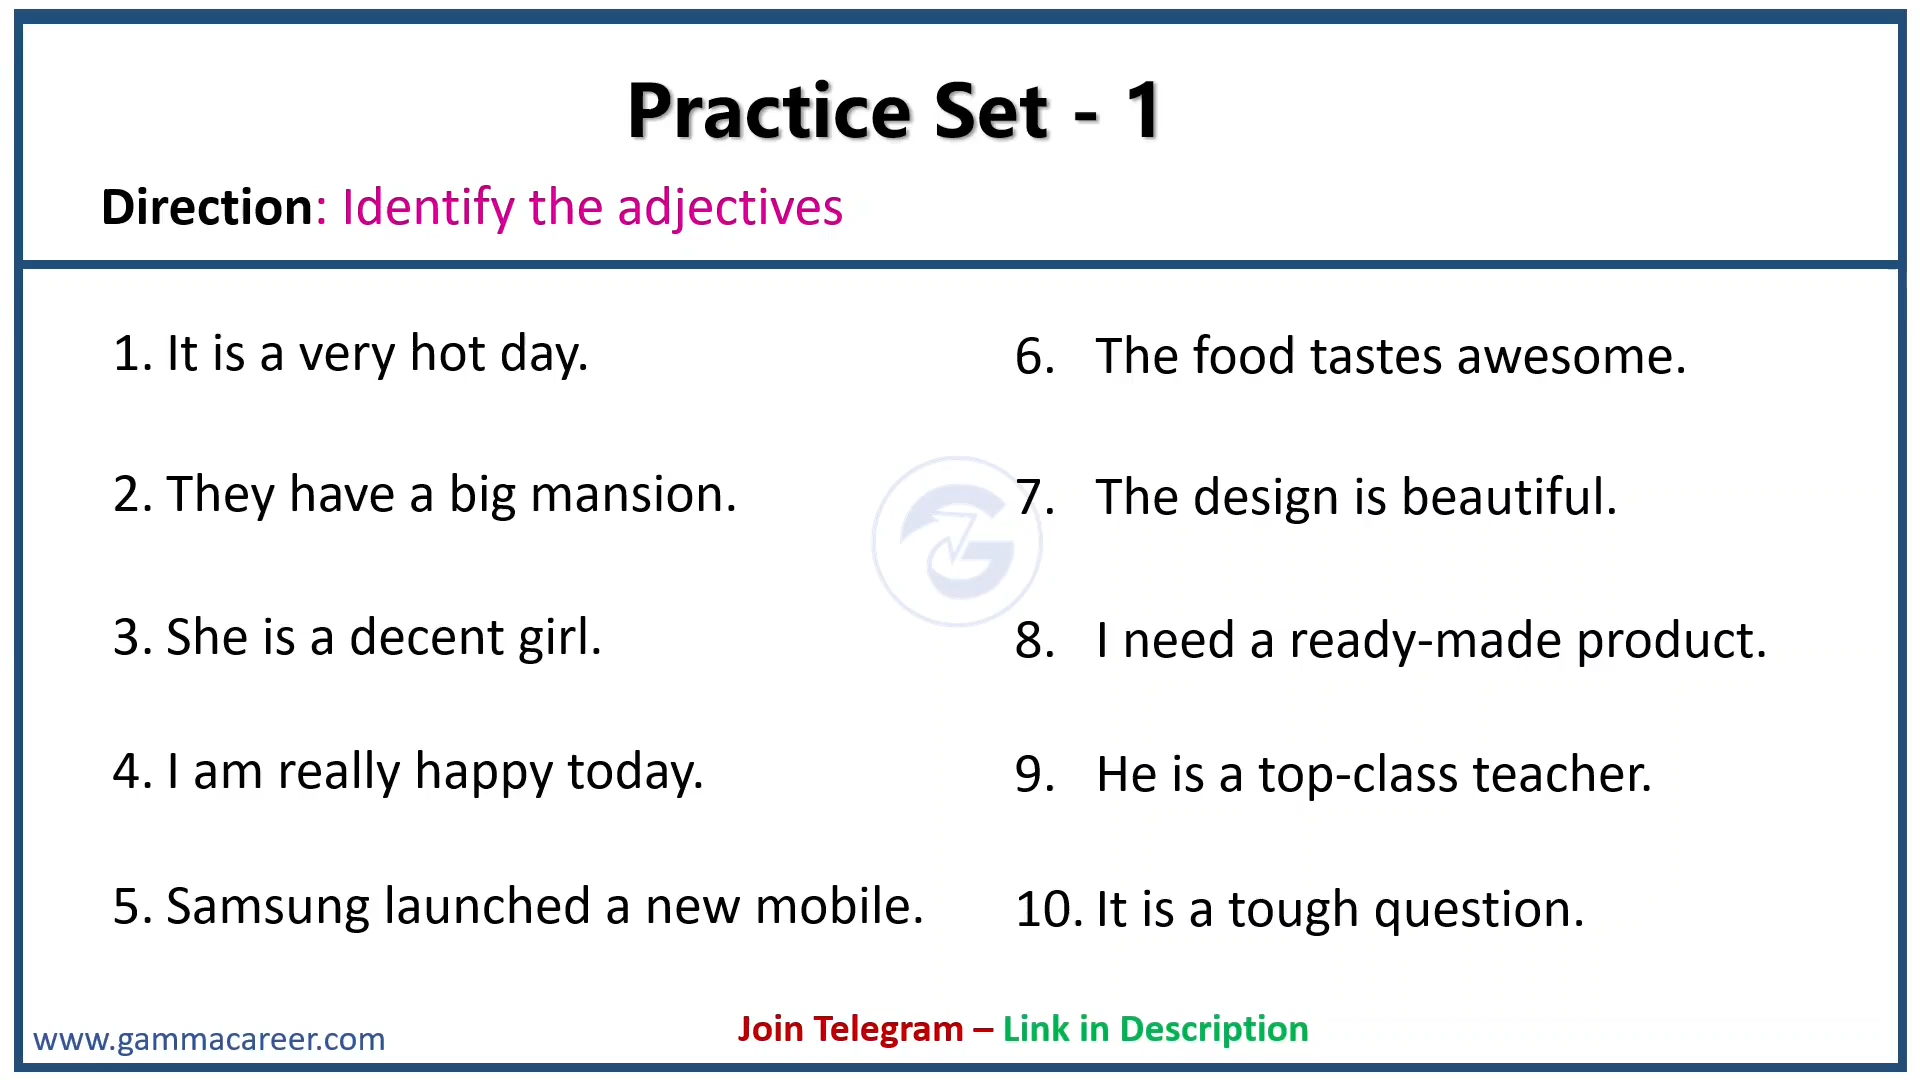 Practice Set - 1
Direction: Identify the adjectives
1. It is a very hot day.
2. They have a big mansion.
3. She is a decent girl.
4. I am really happy today.
5. Samsung launched a new mobile.
6. The food tastes awesome.
7. The design is beautiful.
8. I need a ready-made product.
9. He is a top-class teacher.
10. It is a tough question.
www.gammacareer.com
Join Telegram – Link in Description